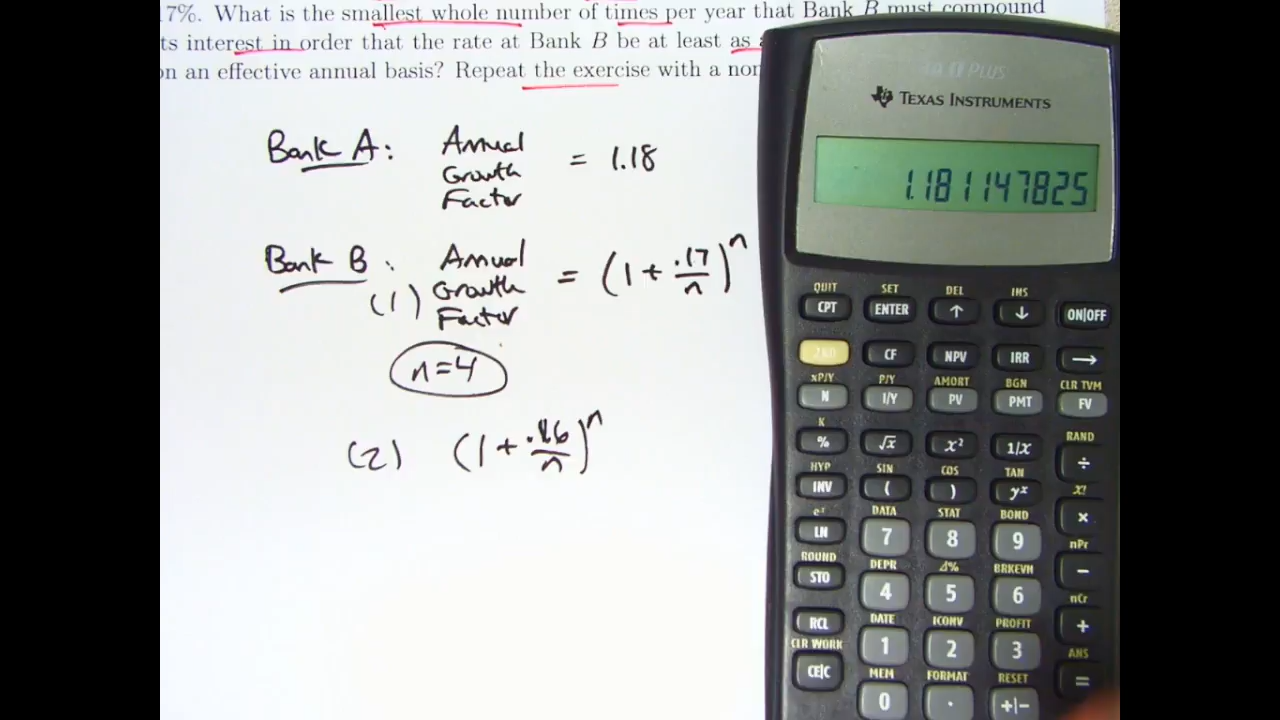 17%. What is the smallest whole number of times per year that Bank B must compound
ts interest in order that the rate at Bank B be at least as
on an effective annual basis? Repeat the exercise with a nor
Bank A: Annual Growth Factor = 1.18
Bank B: (1) Annual Growth Factor = (1 + .17/n)^n
n=4
(2) (1 + .16/n)^n
PLUS
TEXAS INSTRUMENTS
1.181147825
QUIT SET DEL INS
CPT ENTER ↑ ↓ ON|OFF
2ND CF NPV IRR →
xP/Y P/Y AMORT BGN CLR TVM
N I/Y PV PMT FV
K RAND
% √x x² 1/x ÷
HYP SIN COS TAN x!
INV ( ) yˣ ×
eˣ DATA STAT BOND nPr
LN 7 8 9 −
ROUND DEPR Δ% BRKEVN nCr
STO 4 5 6 +
DATE ICONV PROFIT
RCL 1 2 3
CLR WORK MEM FORMAT RESET ANS
CE|C 0 . +|− =